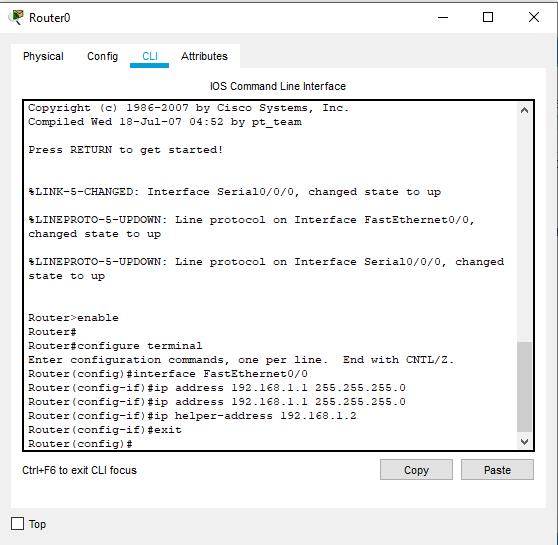 Router0
Physical Config CLI Attributes
IOS Command Line Interface
Copyright (c) 1986-2007 by Cisco Systems, Inc.
Compiled Wed 18-Jul-07 04:52 by pt_team
Press RETURN to get started!
%LINK-5-CHANGED: Interface Serial0/0/0, changed state to up
%LINEPROTO-5-UPDOWN: Line protocol on Interface FastEthernet0/0,
changed state to up
%LINEPROTO-5-UPDOWN: Line protocol on Interface Serial0/0/0, changed
state to up
Router>enable
Router#
Router#configure terminal
Enter configuration commands, one per line.  End with CNTL/Z.
Router(config)#interface FastEthernet0/0
Router(config-if)#ip address 192.168.1.1 255.255.255.0
Router(config-if)#ip address 192.168.1.1 255.255.255.0
Router(config-if)#ip helper-address 192.168.1.2
Router(config-if)#exit
Router(config)#
Ctrl+F6 to exit CLI focus
Copy Paste
Top